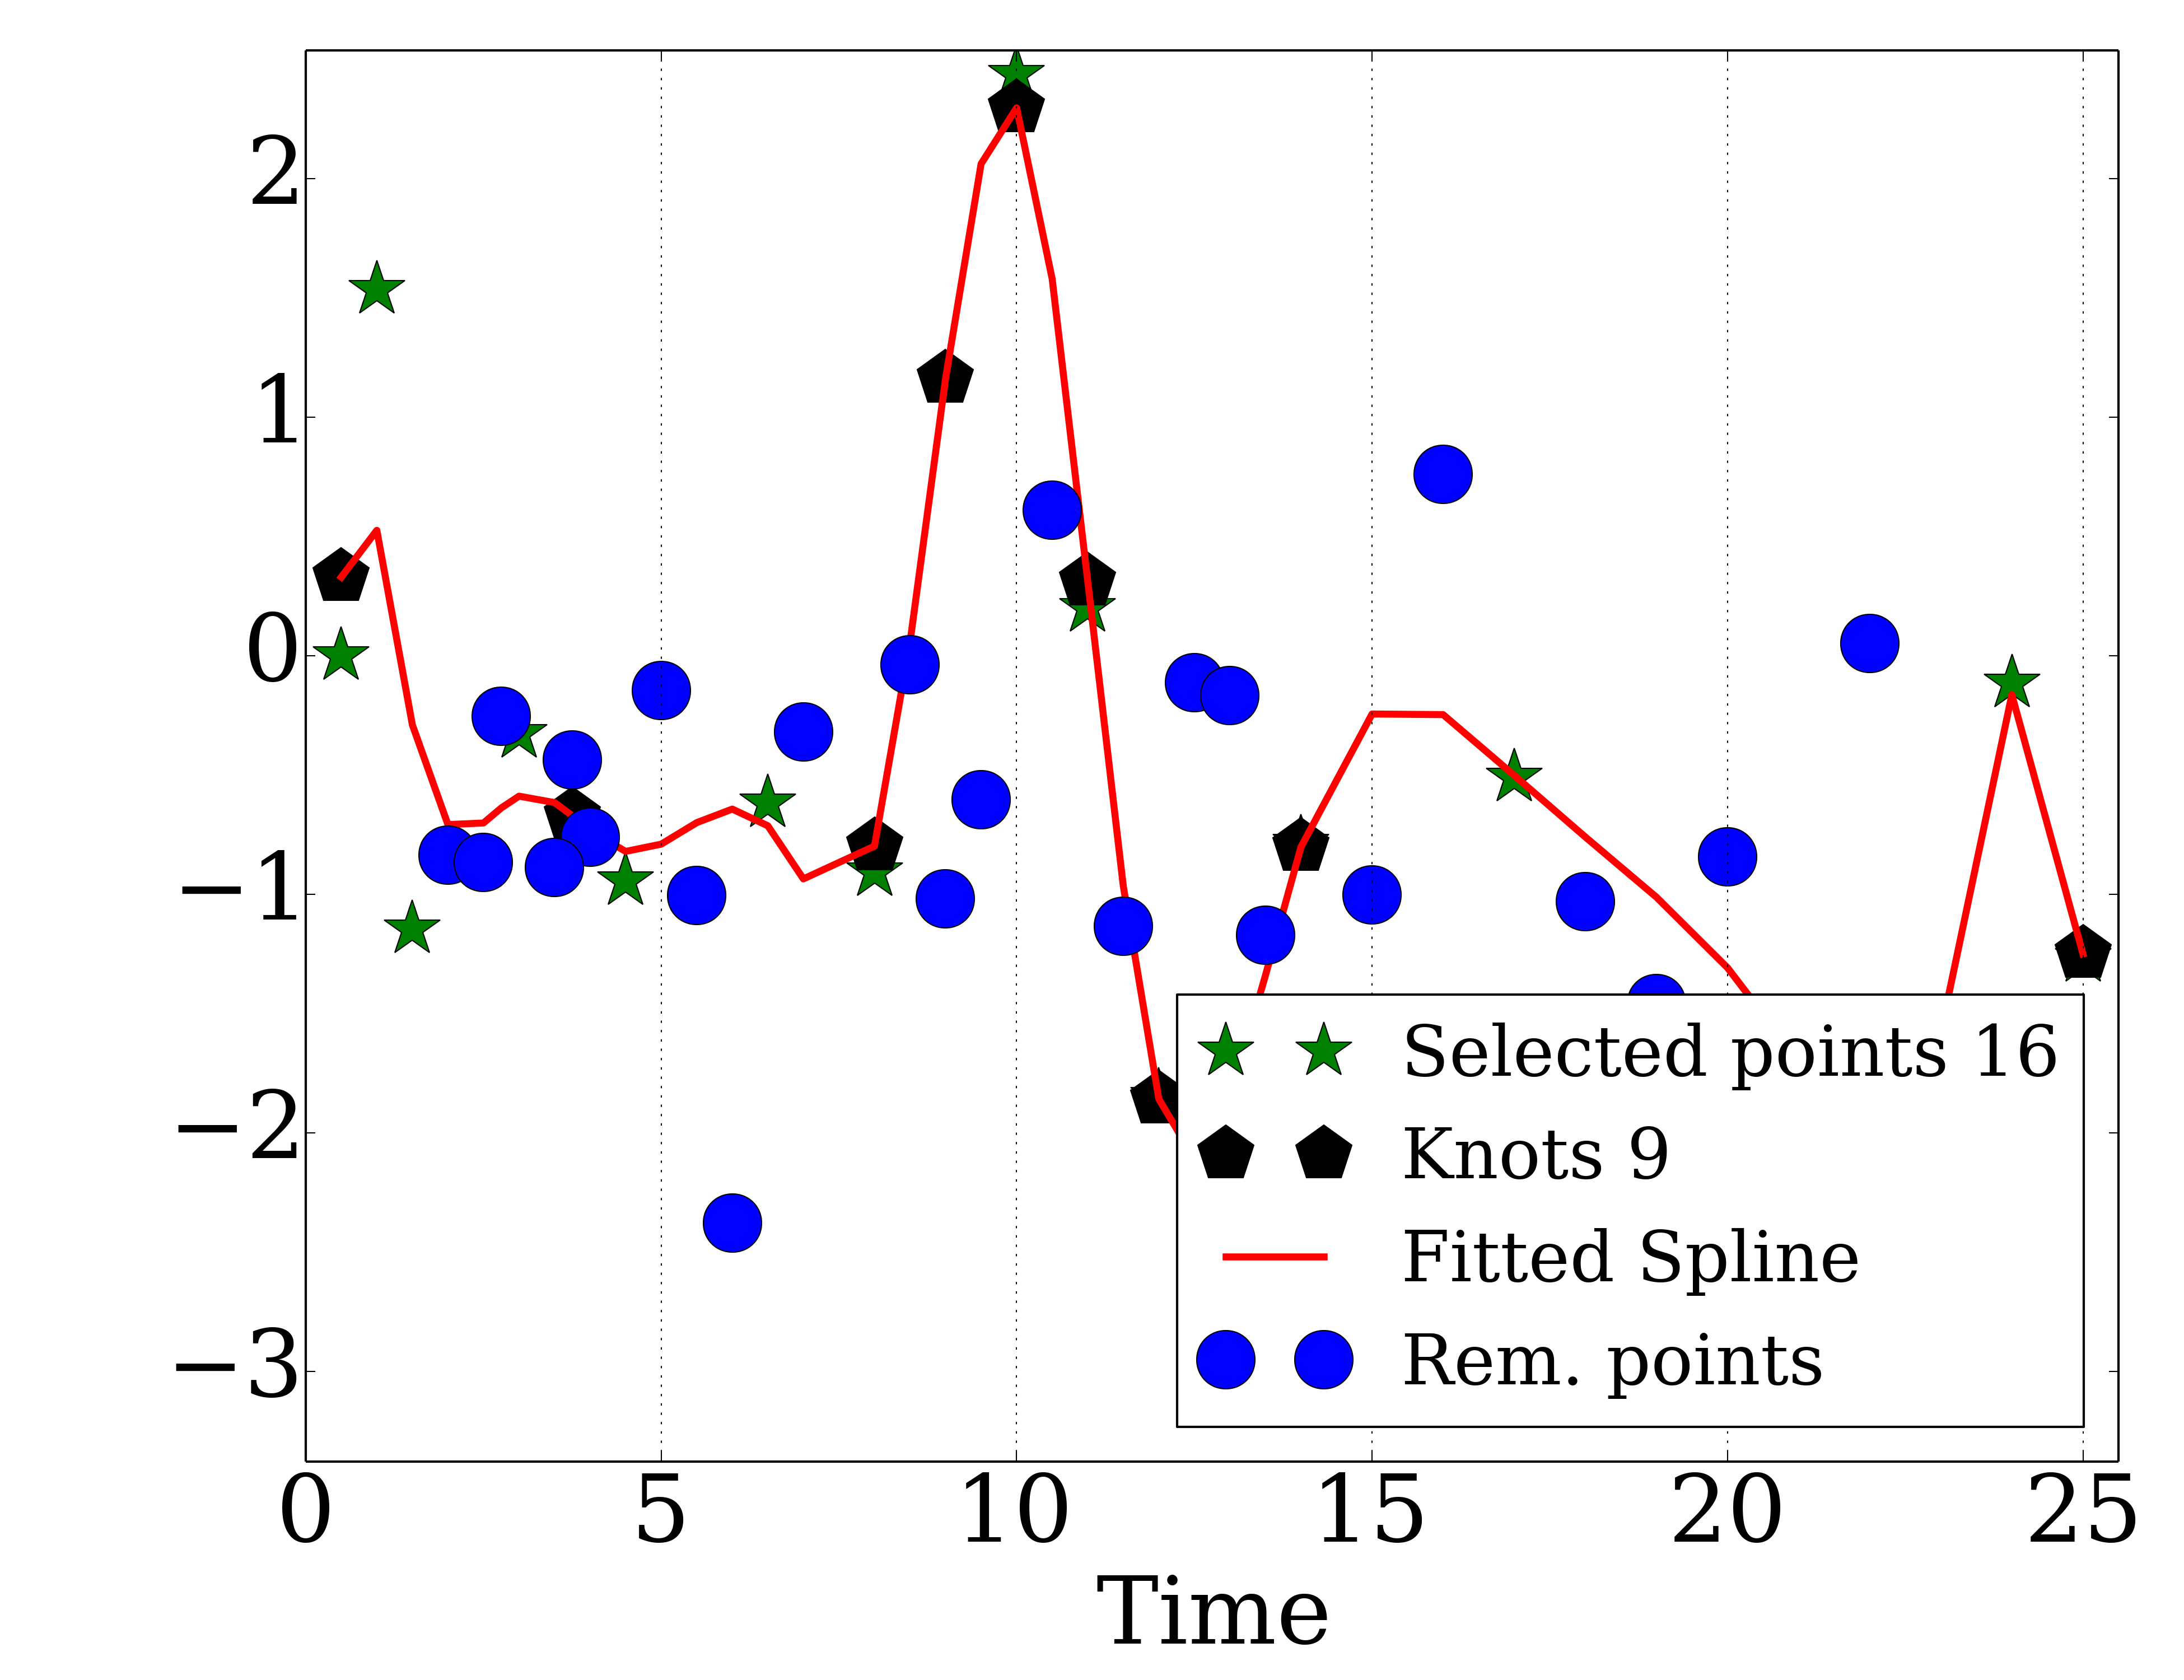 2
1
0
−1
−2
−3
0 5 10 15 20 25
Time
Selected points 16
Knots 9
Fitted Spline
Rem. points